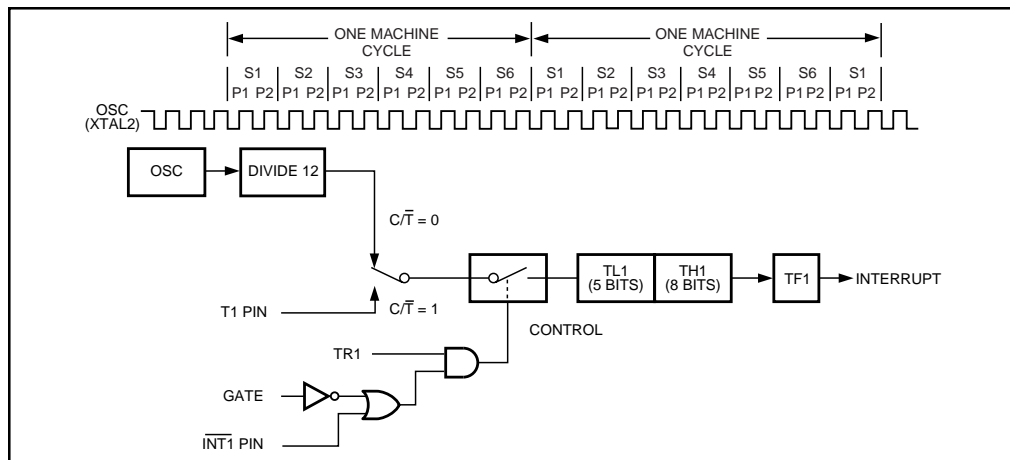 ONE MACHINE CYCLE ONE MACHINE CYCLE
S1 S2 S3 S4 S5 S6 S1 S2 S3 S4 S5 S6 S1
P1 P2 P1 P2 P1 P2 P1 P2 P1 P2 P1 P2 P1 P2 P1 P2 P1 P2 P1 P2 P1 P2 P1 P2 P1 P2
OSC
(XTAL2)
OSC
DIVIDE 12
C/T̅ = 0
TL1
(5 BITS)
TH1
(8 BITS)
TF1
INTERRUPT
T1 PIN
C/T̅ = 1
CONTROL
TR1
GATE
I̅N̅T̅1̅ PIN